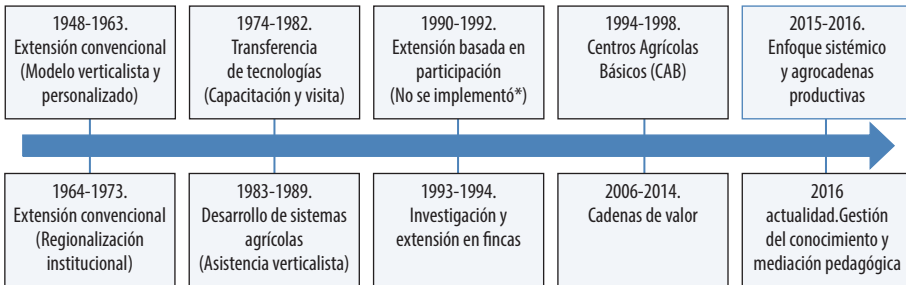 1948-1963.
Extensión convencional
(Modelo verticalista y
personalizado)
1974-1982.
Transferencia
de tecnologías
(Capacitación y visita)
1990-1992.
Extensión basada en
participación
(No se implementó*)
1994-1998.
Centros Agrícolas
Básicos (CAB)
2015-2016.
Enfoque sistémico
y agrocadenas
productivas
1964-1973.
Extensión convencional
(Regionalización
institucional)
1983-1989.
Desarrollo de sistemas
agrícolas
(Asistencia verticalista)
1993-1994.
Investigación y
extensión en fincas
2006-2014.
Cadenas de valor
2016
actualidad.Gestión
del conocimiento y
mediación pedagógica